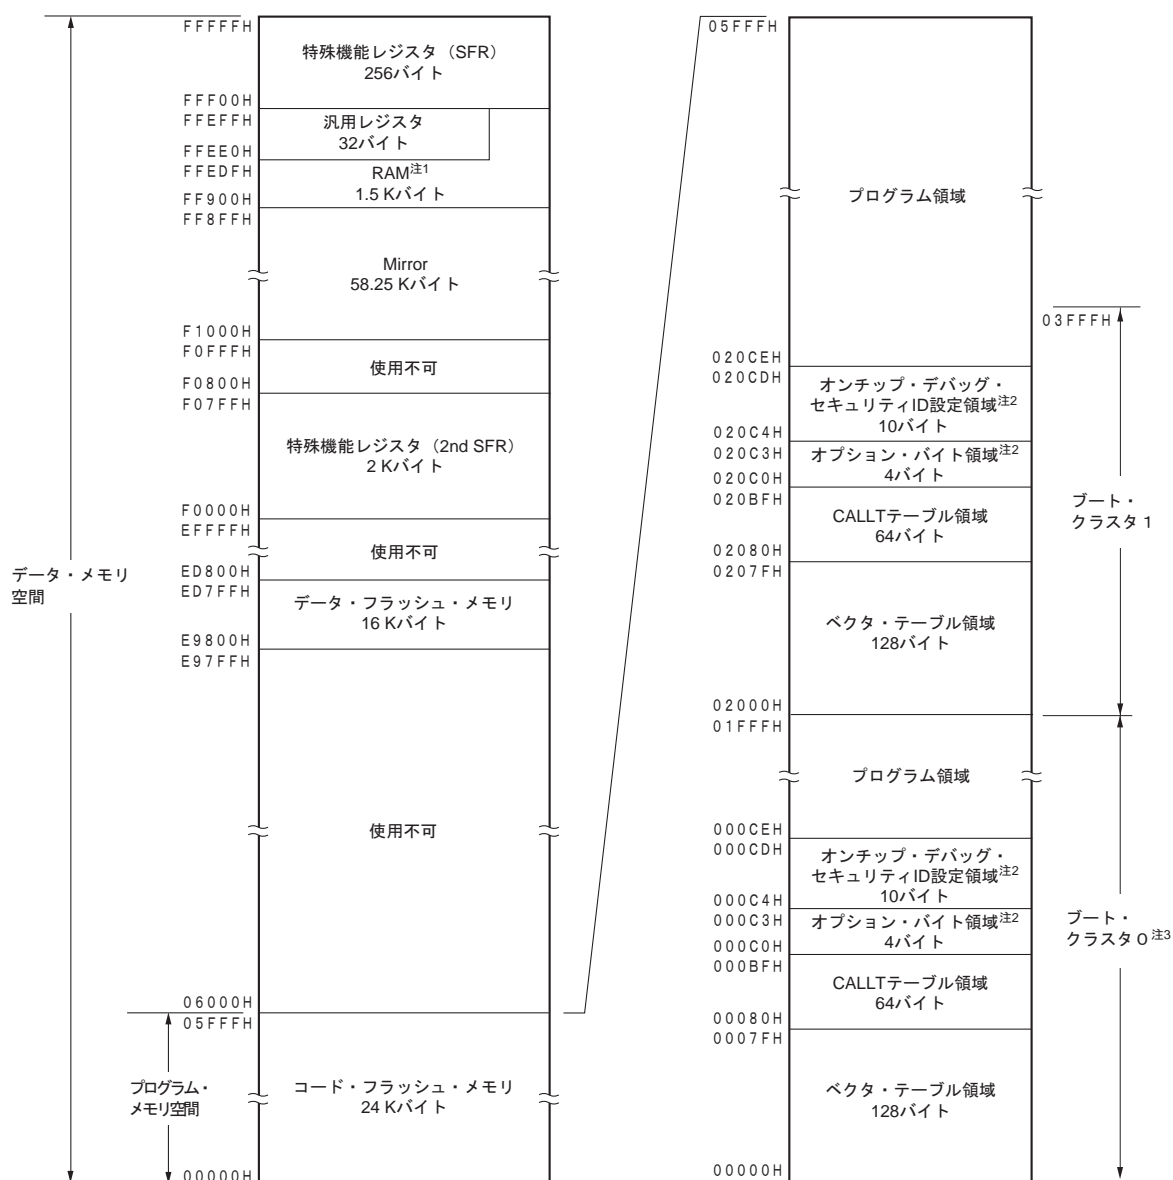 FFFFFH
特殊機能レジスタ（SFR）
256バイト
FFF00H
FFEFFH
汎用レジスタ
32バイト
FFEE0H
FFEDFH
RAM注1
1.5 Kバイト
FF900H
FF8FFH
Mirror
58.25 Kバイト
F1000H
F0FFFH
使用不可
F0800H
F07FFH
特殊機能レジスタ（2nd SFR）
2 Kバイト
F0000H
EFFFFH
使用不可
ED800H
ED7FFH
データ・フラッシュ・メモリ
16 Kバイト
E9800H
E97FFH
使用不可
06000H
05FFFH
コード・フラッシュ・メモリ
24 Kバイト
00000H
データ・メモリ
空間
プログラム・
メモリ空間
05FFFH
プログラム領域
03FFFH
020CEH
020CDH
オンチップ・デバッグ・
セキュリティID設定領域注2
10バイト
020C4H
020C3H
オプション・バイト領域注2
4バイト
020C0H
020BFH
CALLTテーブル領域
64バイト
02080H
0207FH
ベクタ・テーブル領域
128バイト
02000H
01FFFH
ブート・
クラスタ1
プログラム領域
000CEH
000CDH
オンチップ・デバッグ・
セキュリティID設定領域注2
10バイト
000C4H
000C3H
オプション・バイト領域注2
4バイト
000C0H
000BFH
CALLTテーブル領域
64バイト
00080H
0007FH
ベクタ・テーブル領域
128バイト
00000H
ブート・
クラスタ0注3